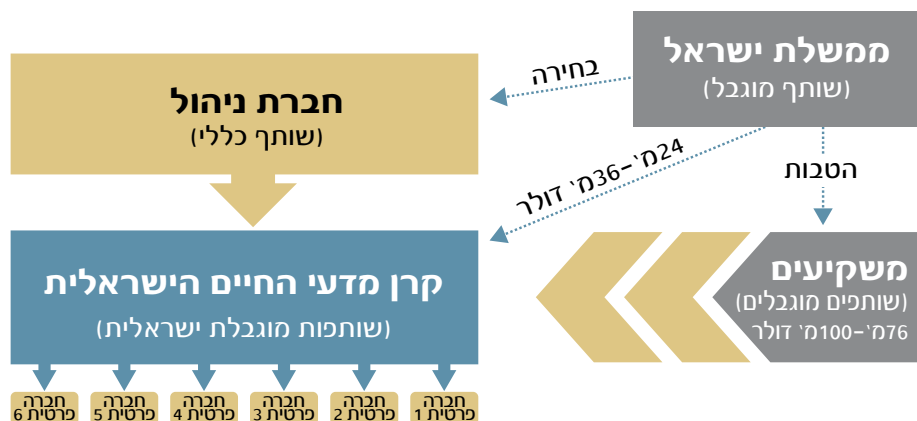 ממשלת ישראל
(שותף מוגבל)
בחירה
חברת ניהול
(שותף כללי)
24מ'–36מ' דולר
הטבות
קרן מדעי החיים הישראלית
(שותפות מוגבלת ישראלית)
משקיעים
(שותפים מוגבלים)
76מ'–100מ' דולר
חברה
פרטית 1
חברה
פרטית 2
חברה
פרטית 3
חברה
פרטית 4
חברה
פרטית 5
חברה
פרטית 6